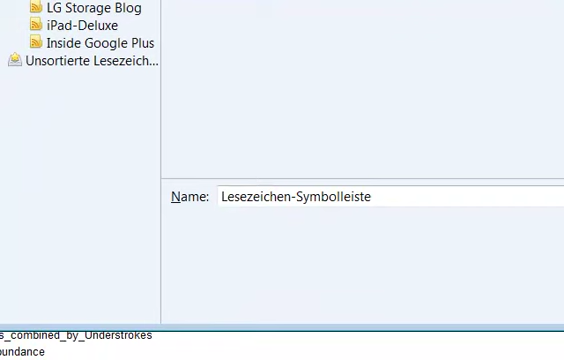 LG Storage Blog
iPad-Deluxe
Inside Google Plus
Unsortierte Lesezeich...
Name: Lesezeichen-Symbolleiste
s_combined_by_Understrokes
oundance